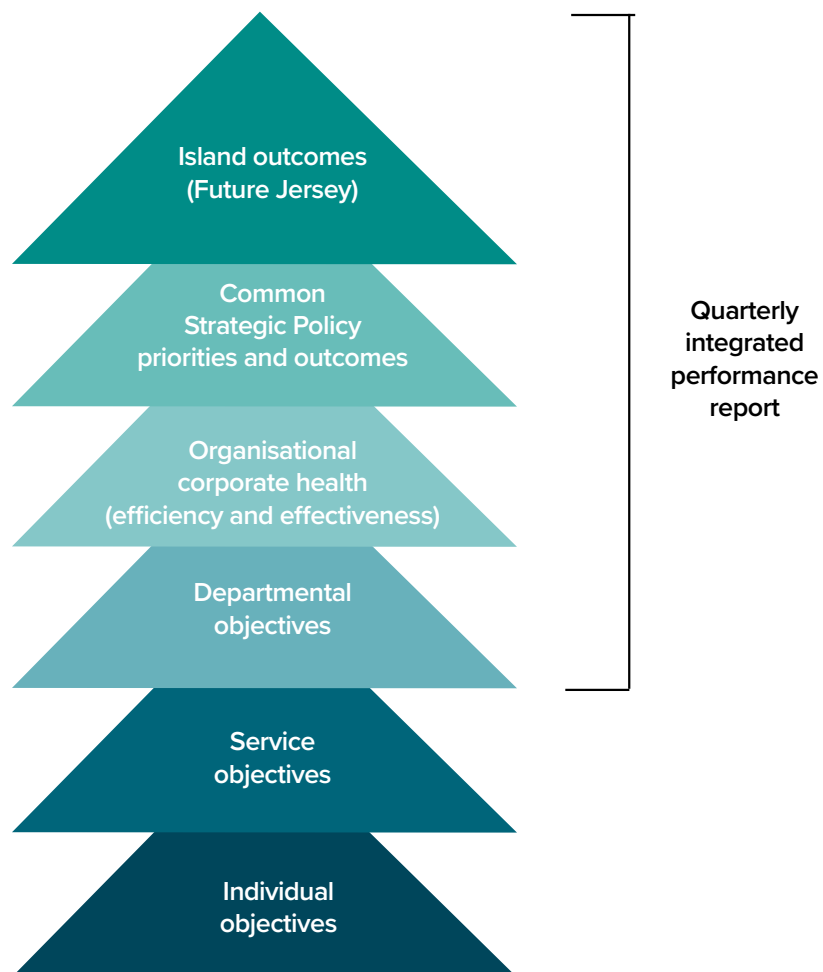 Island outcomes
(Future Jersey)
Common
Strategic Policy
priorities and outcomes
Organisational
corporate health
(efficiency and effectiveness)
Departmental
objectives
Service
objectives
Individual
objectives
Quarterly
integrated
performance
report